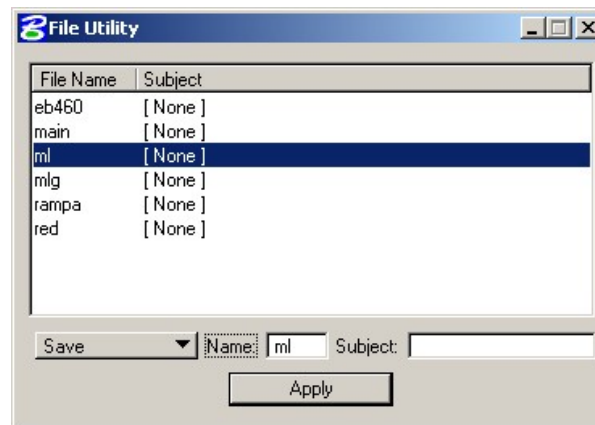 File Utility
File Name Subject
eb460 [ None ]
main [ None ]
ml [ None ]
mlg [ None ]
rampa [ None ]
red [ None ]
Save Name: ml Subject:
Apply